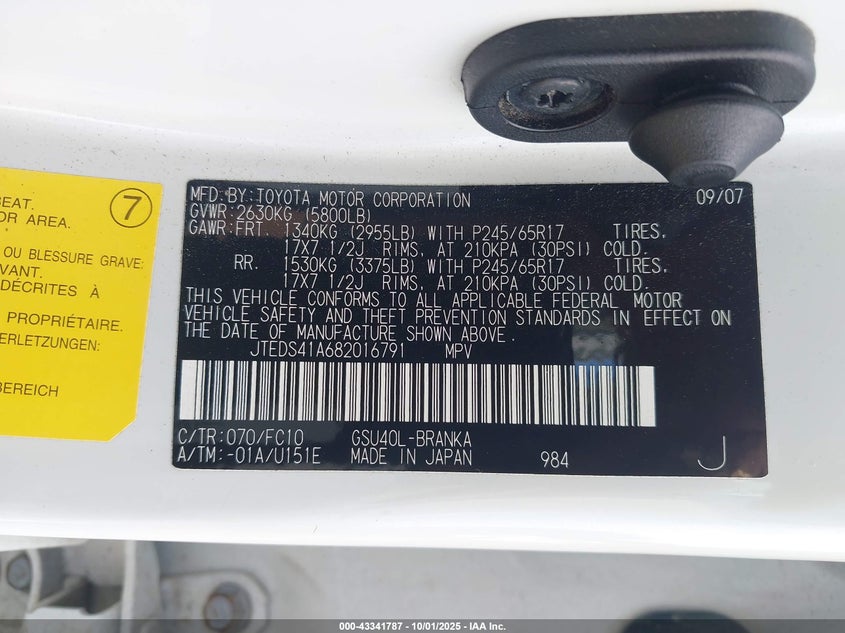 BEAT.
OR AREA.
7
OU BLESSURE GRAVE:
VANT.
DÉCRITES À
PROPRIÉTAIRE.
ERLETZUNG:
BEREICH
MFD.BY:TOYOTA MOTOR CORPORATION 09/07
GVWR:2630KG (5800LB)
GAWR:FRT. 1340KG (2955LB) WITH P245/65R17 TIRES.
17X7 1/2J RIMS, AT 210KPA (30PSI) COLD.
RR. 1530KG (3375LB) WITH P245/65R17 TIRES.
17X7 1/2J RIMS, AT 210KPA (30PSI) COLD.
THIS VEHICLE CONFORMS TO ALL APPLICABLE FEDERAL MOTOR
VEHICLE SAFETY AND THEFT PREVENTION STANDARDS IN EFFECT ON
THE DATE OF MANUFACTURE SHOWN ABOVE.
JTEDS41A682016791 MPV
C/TR:070/FC10 GSU40L-BRANKA
A/TM:-01A/U151E MADE IN JAPAN 984 J
000-43341787 - 10/01/2025 - IAA Inc.